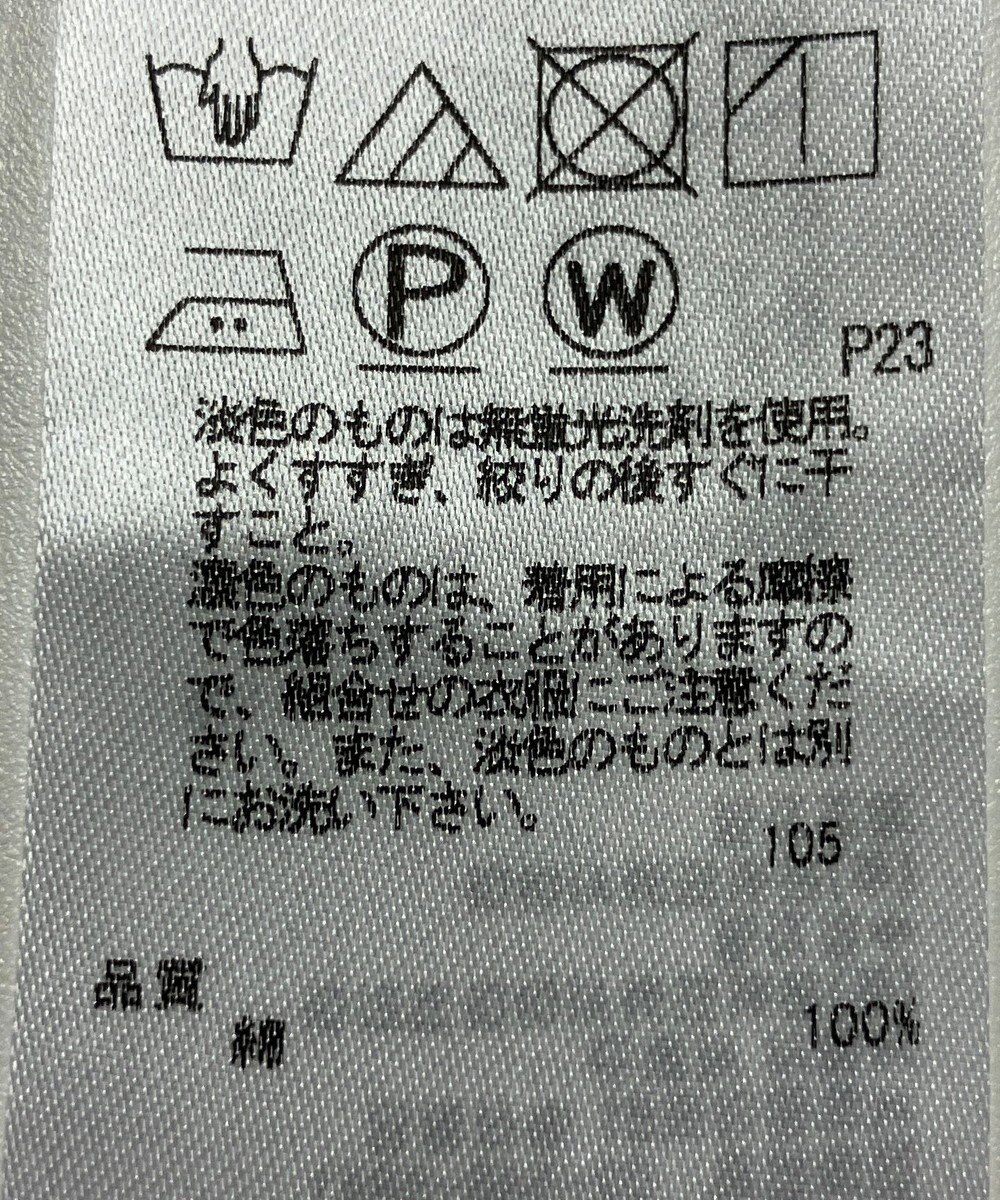 P W
P23
淡色のものは無蛍光洗剤を使用。
よくすすぎ、絞りの後すぐに干
すこと。
濃色のものは、着用による摩擦
で色落ちすることがありますの
で、組合せの衣服にご注意くだ
さい。また、淡色のものとは別
にお洗い下さい。
105
品質
綿 100%